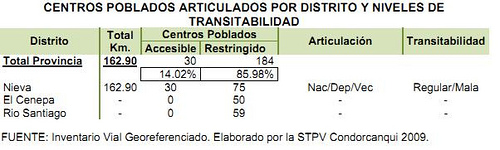 CENTROS POBLADOS ARTICULADOS POR DISTRITO Y NIVELES DE
TRANSITABILIDAD
Distrito Total Km. Centros Poblados Articulación Transitabilidad
Accesible Restringido
Total Provincia 162.90 30 184
14.02% 85.98%
Nieva 162.90 30 75 Nac/Dep/Vec Regular/Mala
El Cenepa - 0 50 - -
Rio Santiago - 0 59 - -
FUENTE: Inventario Vial Georeferenciado. Elaborado por la STPV Condorcanqui 2009.